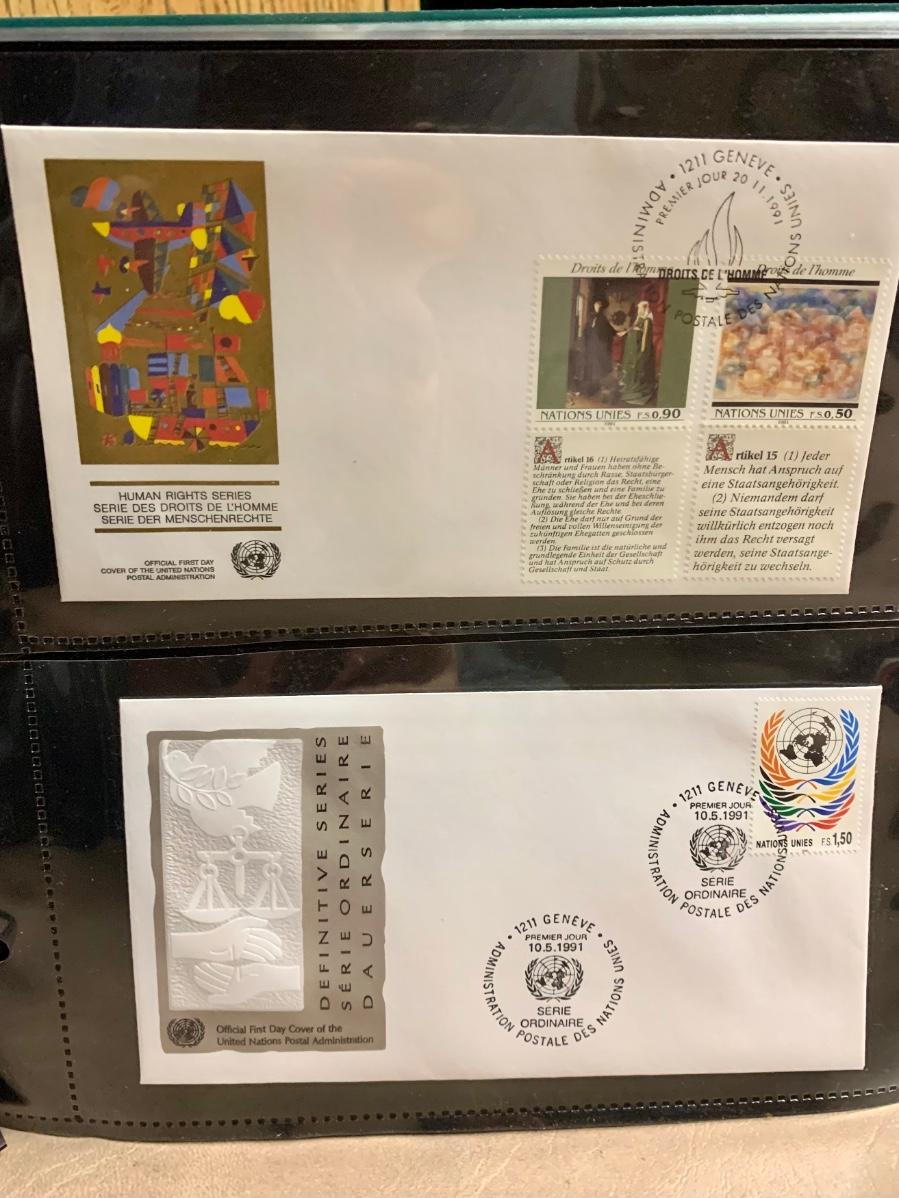 HUMAN RIGHTS SERIES
SERIE DES DROITS DE L'HOMME
SERIE DER MENSCHENRECHTE
OFFICIAL FIRST DAY
COVER OF THE UNITED NATIONS
POSTAL ADMINISTRATION
ADMINISTRATION POSTALE DES NATIONS UNIES • 1211 GENÈVE •
PREMIER JOUR 20 11.1991
DROITS DE L'HOMME
Droits de l'homme
NATIONS UNIES F.S.0,90
1991
Artikel 16 (1) Heiratsfähige
Männer und Frauen haben ohne Be-
schränkung durch Rasse, Staatsbürger-
schaft oder Religion das Recht, eine
Ehe zu schließen und eine Familie zu
gründen. Sie haben bei der Eheschlie-
ßung, während der Ehe und bei deren
Auflösung gleiche Rechte.
(2) Die Ehe darf nur auf Grund der
freien und vollen Willenseinigung der
zukünftigen Ehegatten geschlossen
werden.
(3) Die Familie ist die natürliche und
grundlegende Einheit der Gesellschaft
und hat Anspruch auf Schutz durch
Gesellschaft und Staat.
Droits de l'homme
NATIONS UNIES F.S.0,50
1991
Artikel 15 (1) Jeder
Mensch hat Anspruch auf
eine Staatsangehörigkeit.
(2) Niemandem darf
seine Staatsangehörigkeit
willkürlich entzogen noch
ihm das Recht versagt
werden, seine Staatsange-
hörigkeit zu wechseln.
DEFINITIVE SERIES
SÉRIE ORDINAIRE
DAUERSERIE
Official First Day Cover of the
United Nations Postal Administration
NATIONS UNIES F.S.1,50
ADMINISTRATION POSTALE DES NATIONS UNIES • 1211 GENÈVE •
PREMIER JOUR
10.5.1991
SÉRIE
ORDINAIRE
ADMINISTRATION POSTALE DES NATIONS UNIES • 1211 GENÈVE •
PREMIER JOUR
10.5.1991
SÉRIE
ORDINAIRE